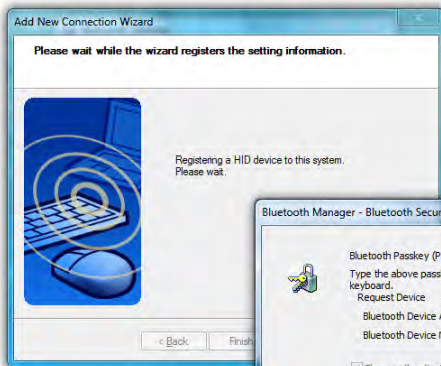 Add New Connection Wizard
Please wait while the wizard registers the setting information.
Registering a HID device to this system.
Please wait.
Bluetooth Manager - Bluetooth Secur
Bluetooth Passkey (P
Type the above pass
keyboard.
Request Device
Bluetooth Device A
Bluetooth Device N
< Back
Finish